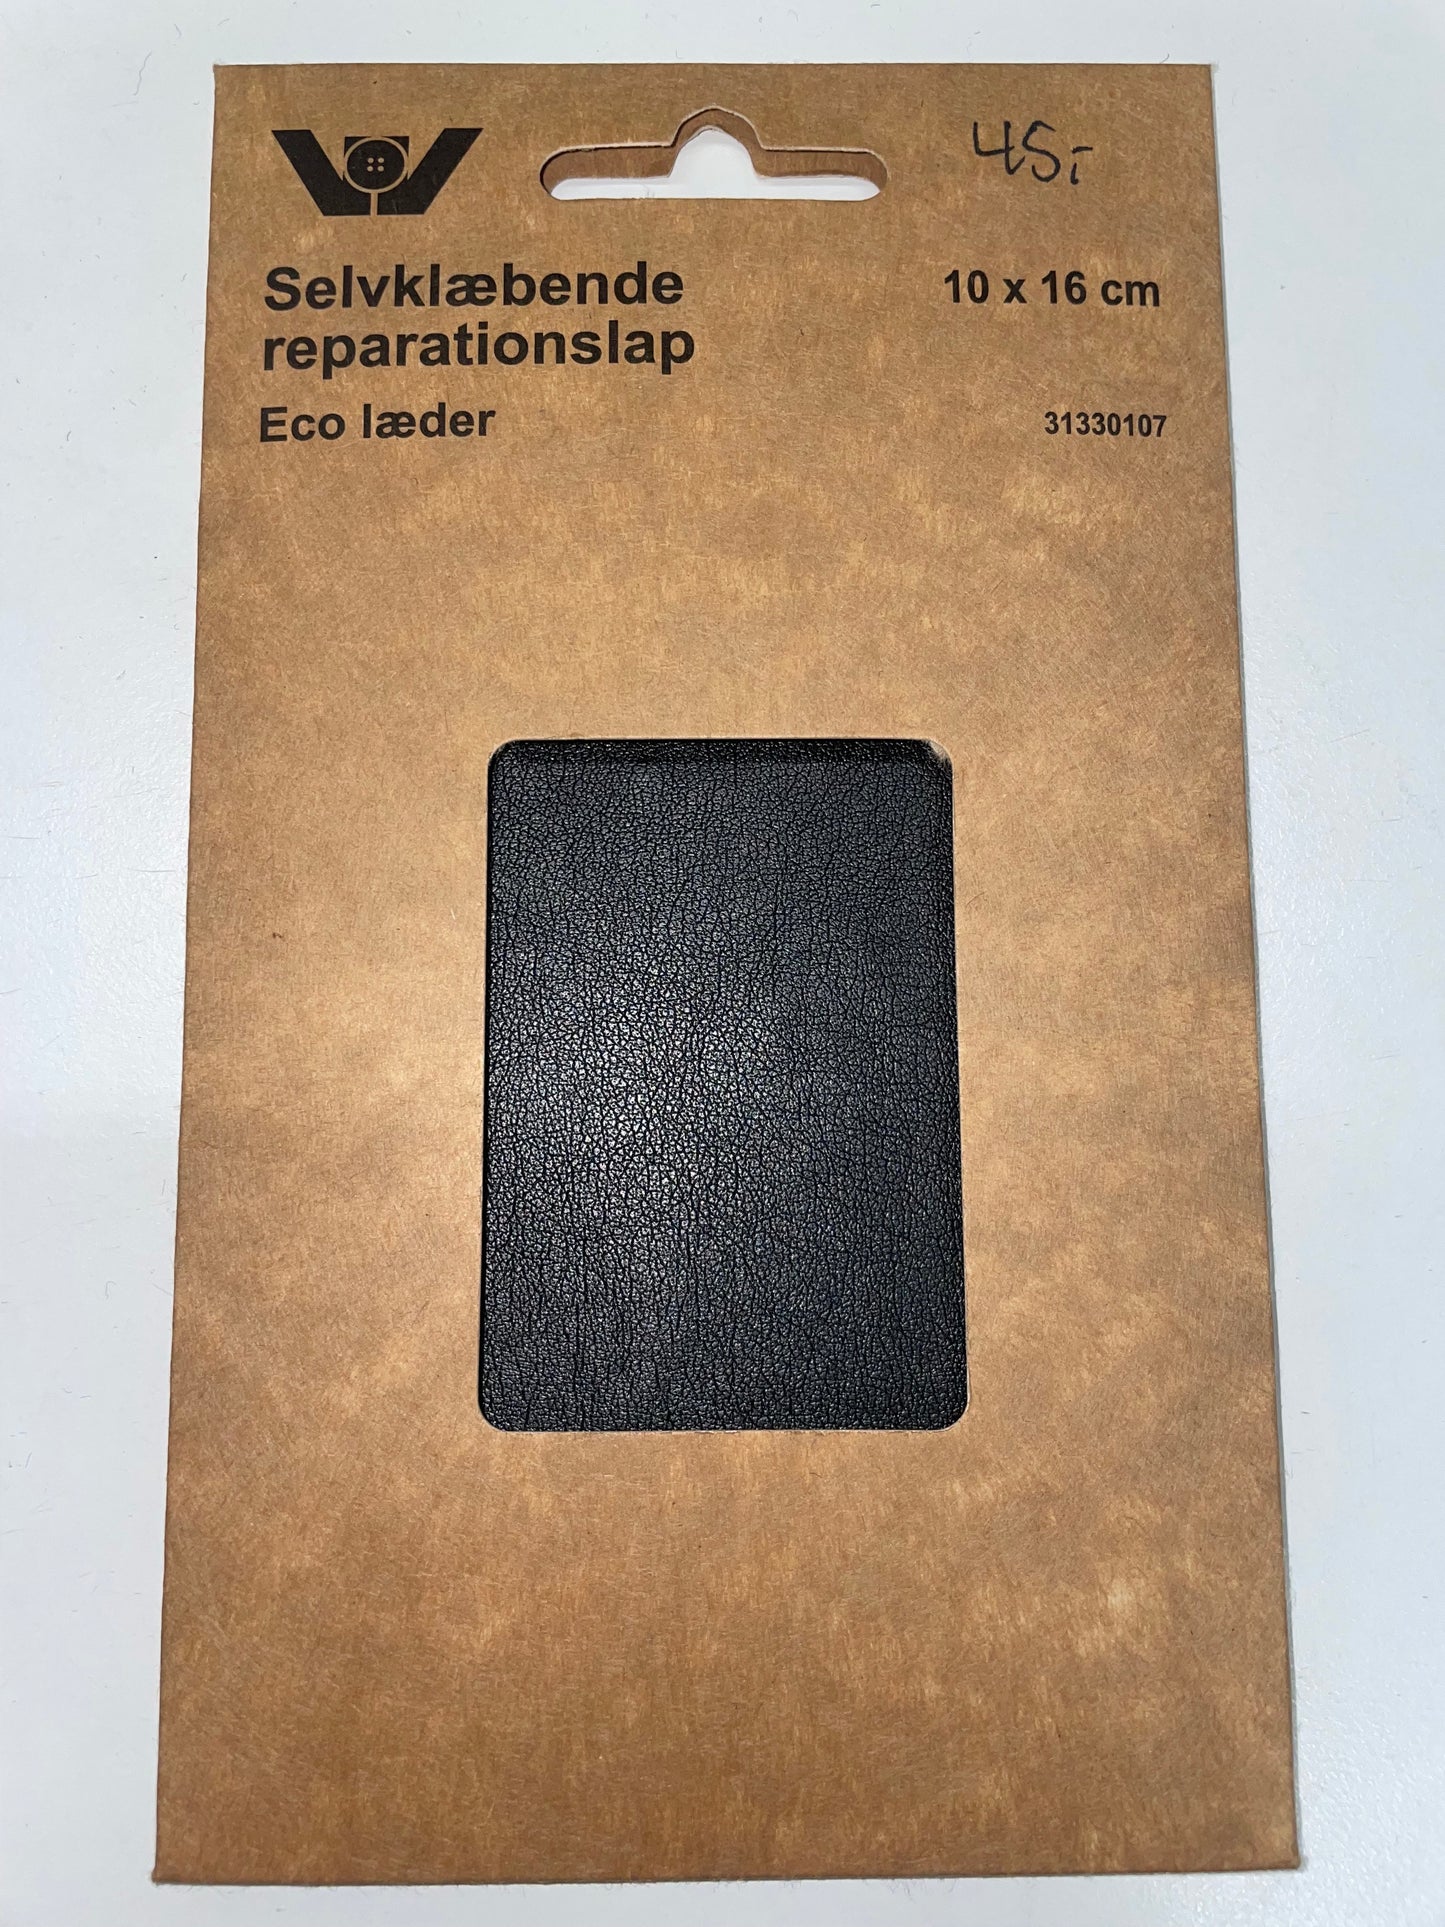 45,-
Selvklæbende
reparationslap
10 x 16 cm
Eco læder
31330107